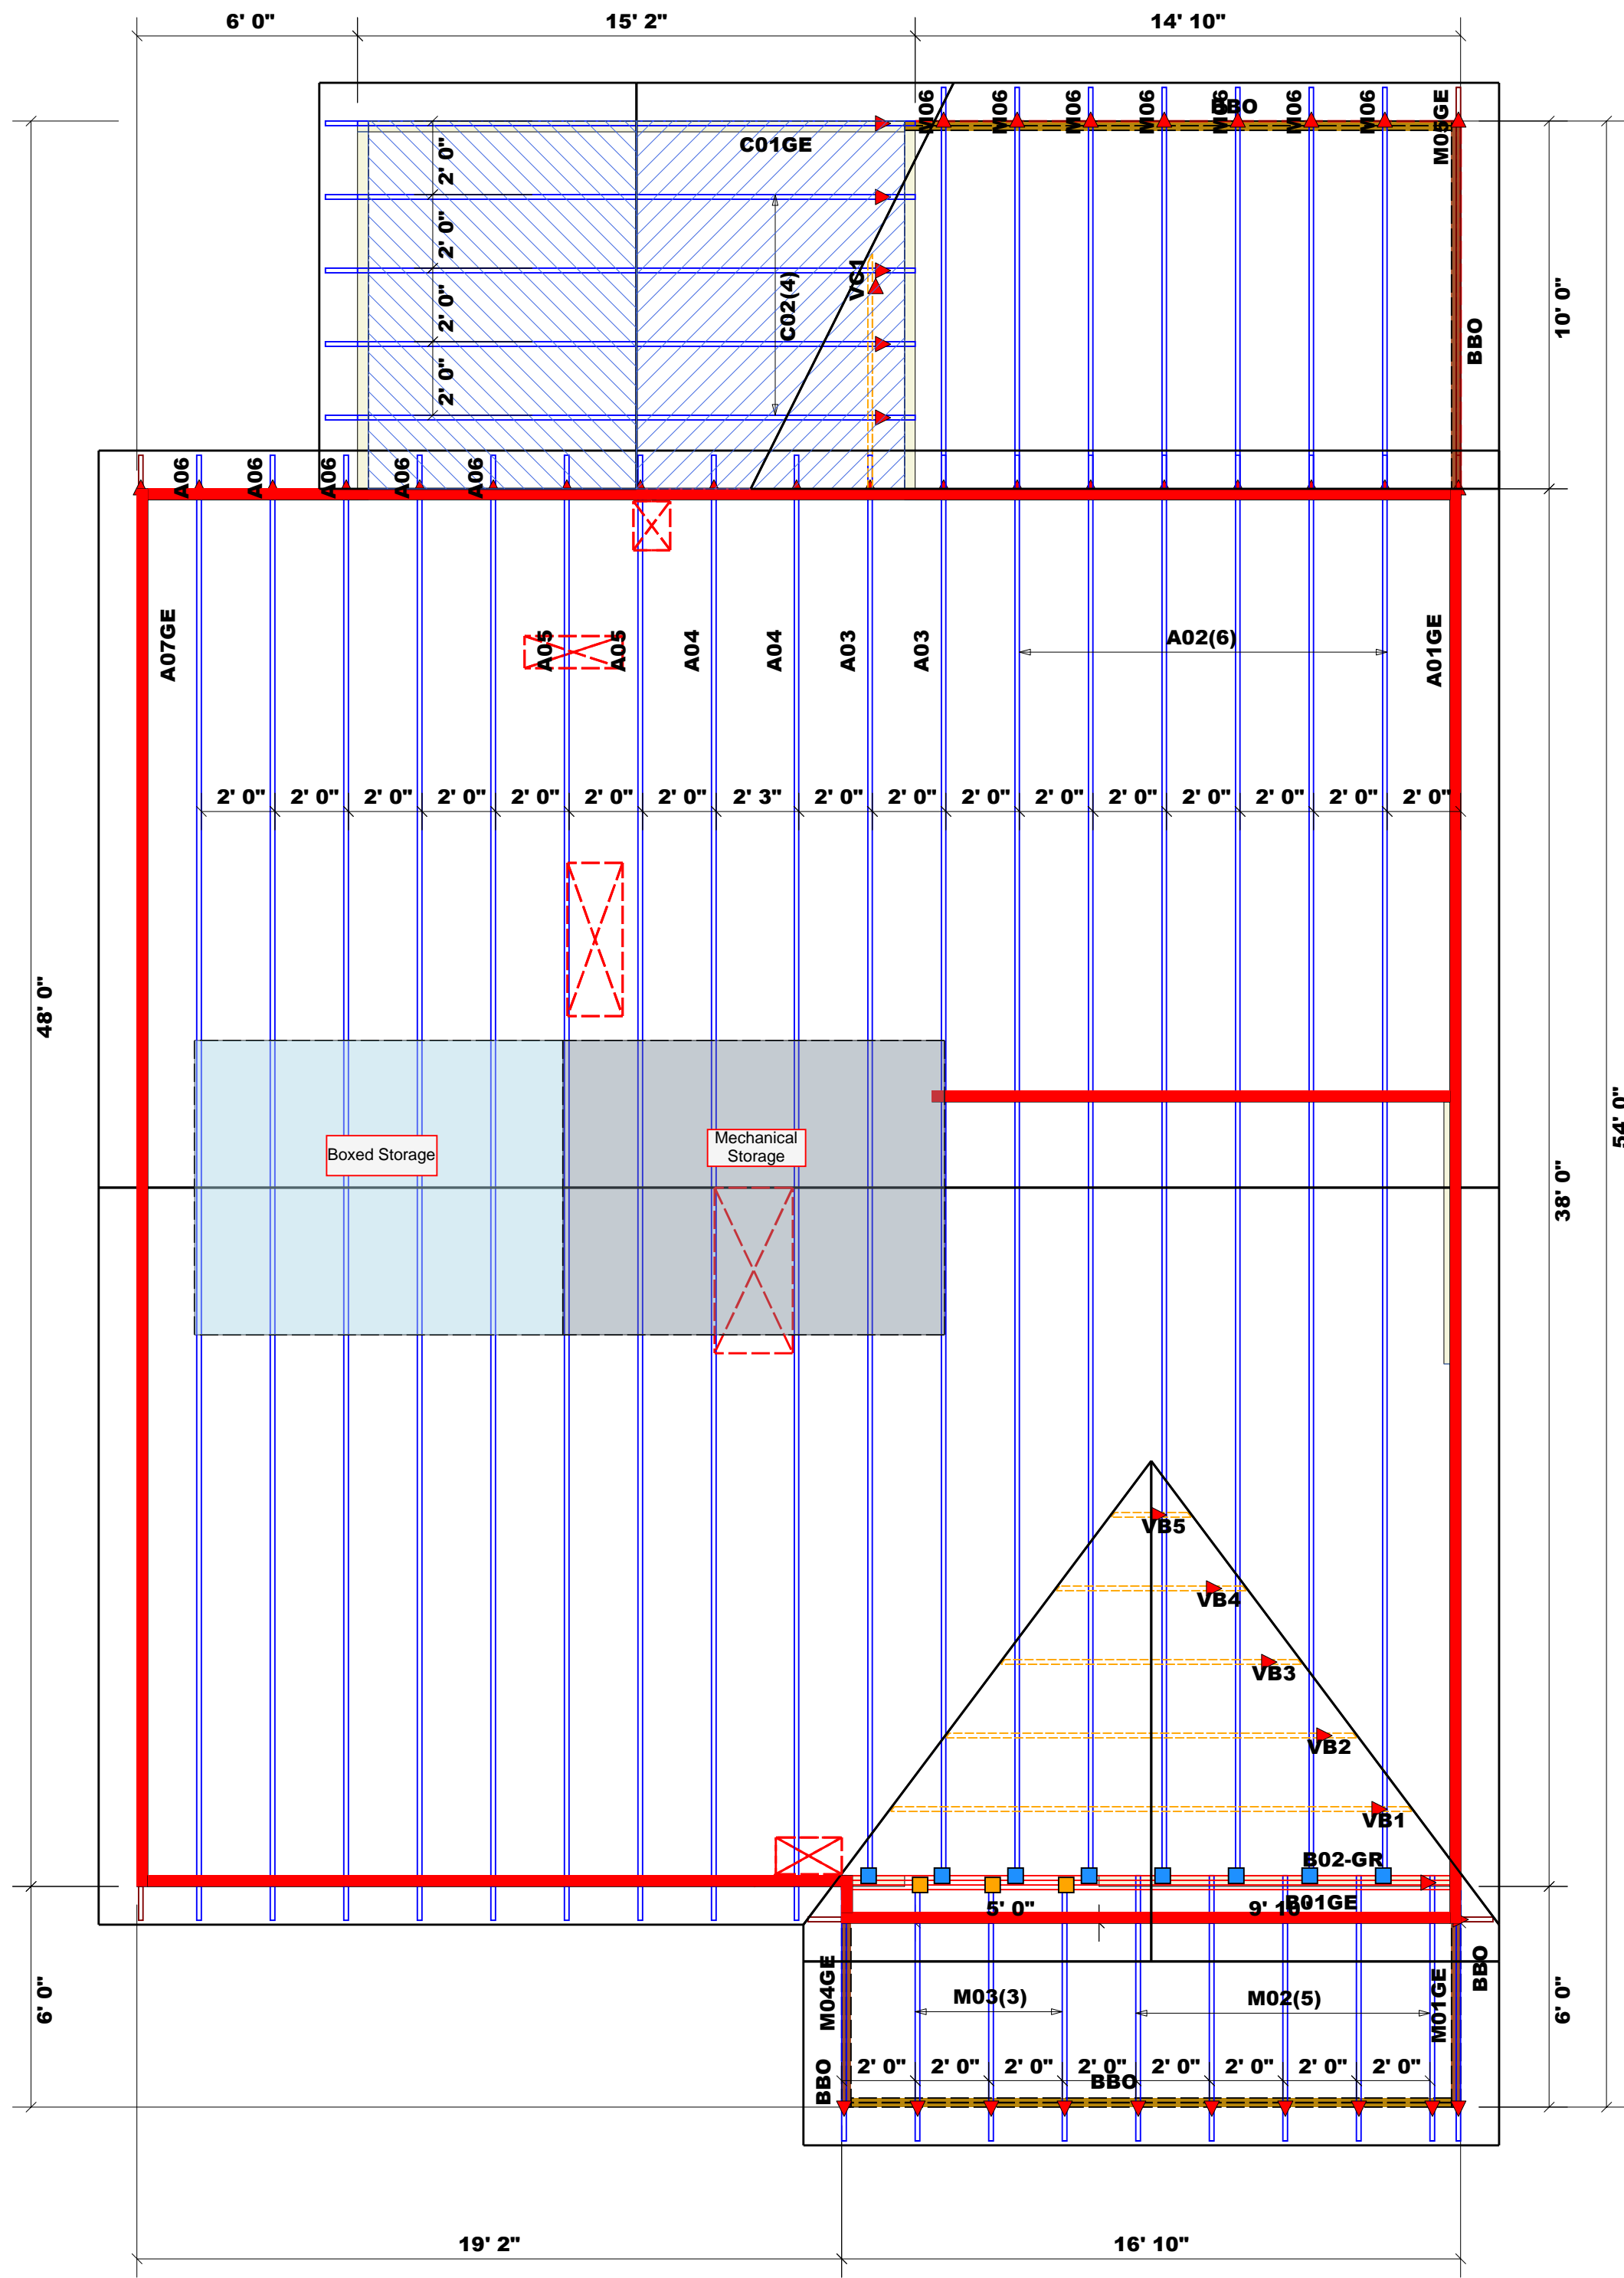 6' 0" 15' 2" 14' 10"
M06 M06 M06 M06 M06 M06 M06 M05GE
BBO
C01GE
2' 0"
2' 0"
2' 0"
2' 0"
C02(4)
VC1
BBO
10' 0"
A06 A06 A06 A06 A06
A07GE
A05 A05 A04 A04 A03 A03
A02(6)
A01GE
2' 0" 2' 0" 2' 0" 2' 0" 2' 0" 2' 0" 2' 0" 2' 3" 2' 0" 2' 0" 2' 0" 2' 0" 2' 0" 2' 0" 2' 0" 2' 0" 2' 0"
48' 0"
54' 0"
38' 0"
Boxed Storage
Mechanical
Storage
VB5
VB4
VB3
VB2
VB1
B02-GR
B01GE
5' 0" 9' 10"
M04GE
M03(3)
M02(5)
M01GE
BBO
6' 0"
6' 0"
2' 0" 2' 0" 2' 0" 2' 0" 2' 0" 2' 0" 2' 0" 2' 0"
BBO
BBO
19' 2" 16' 10"